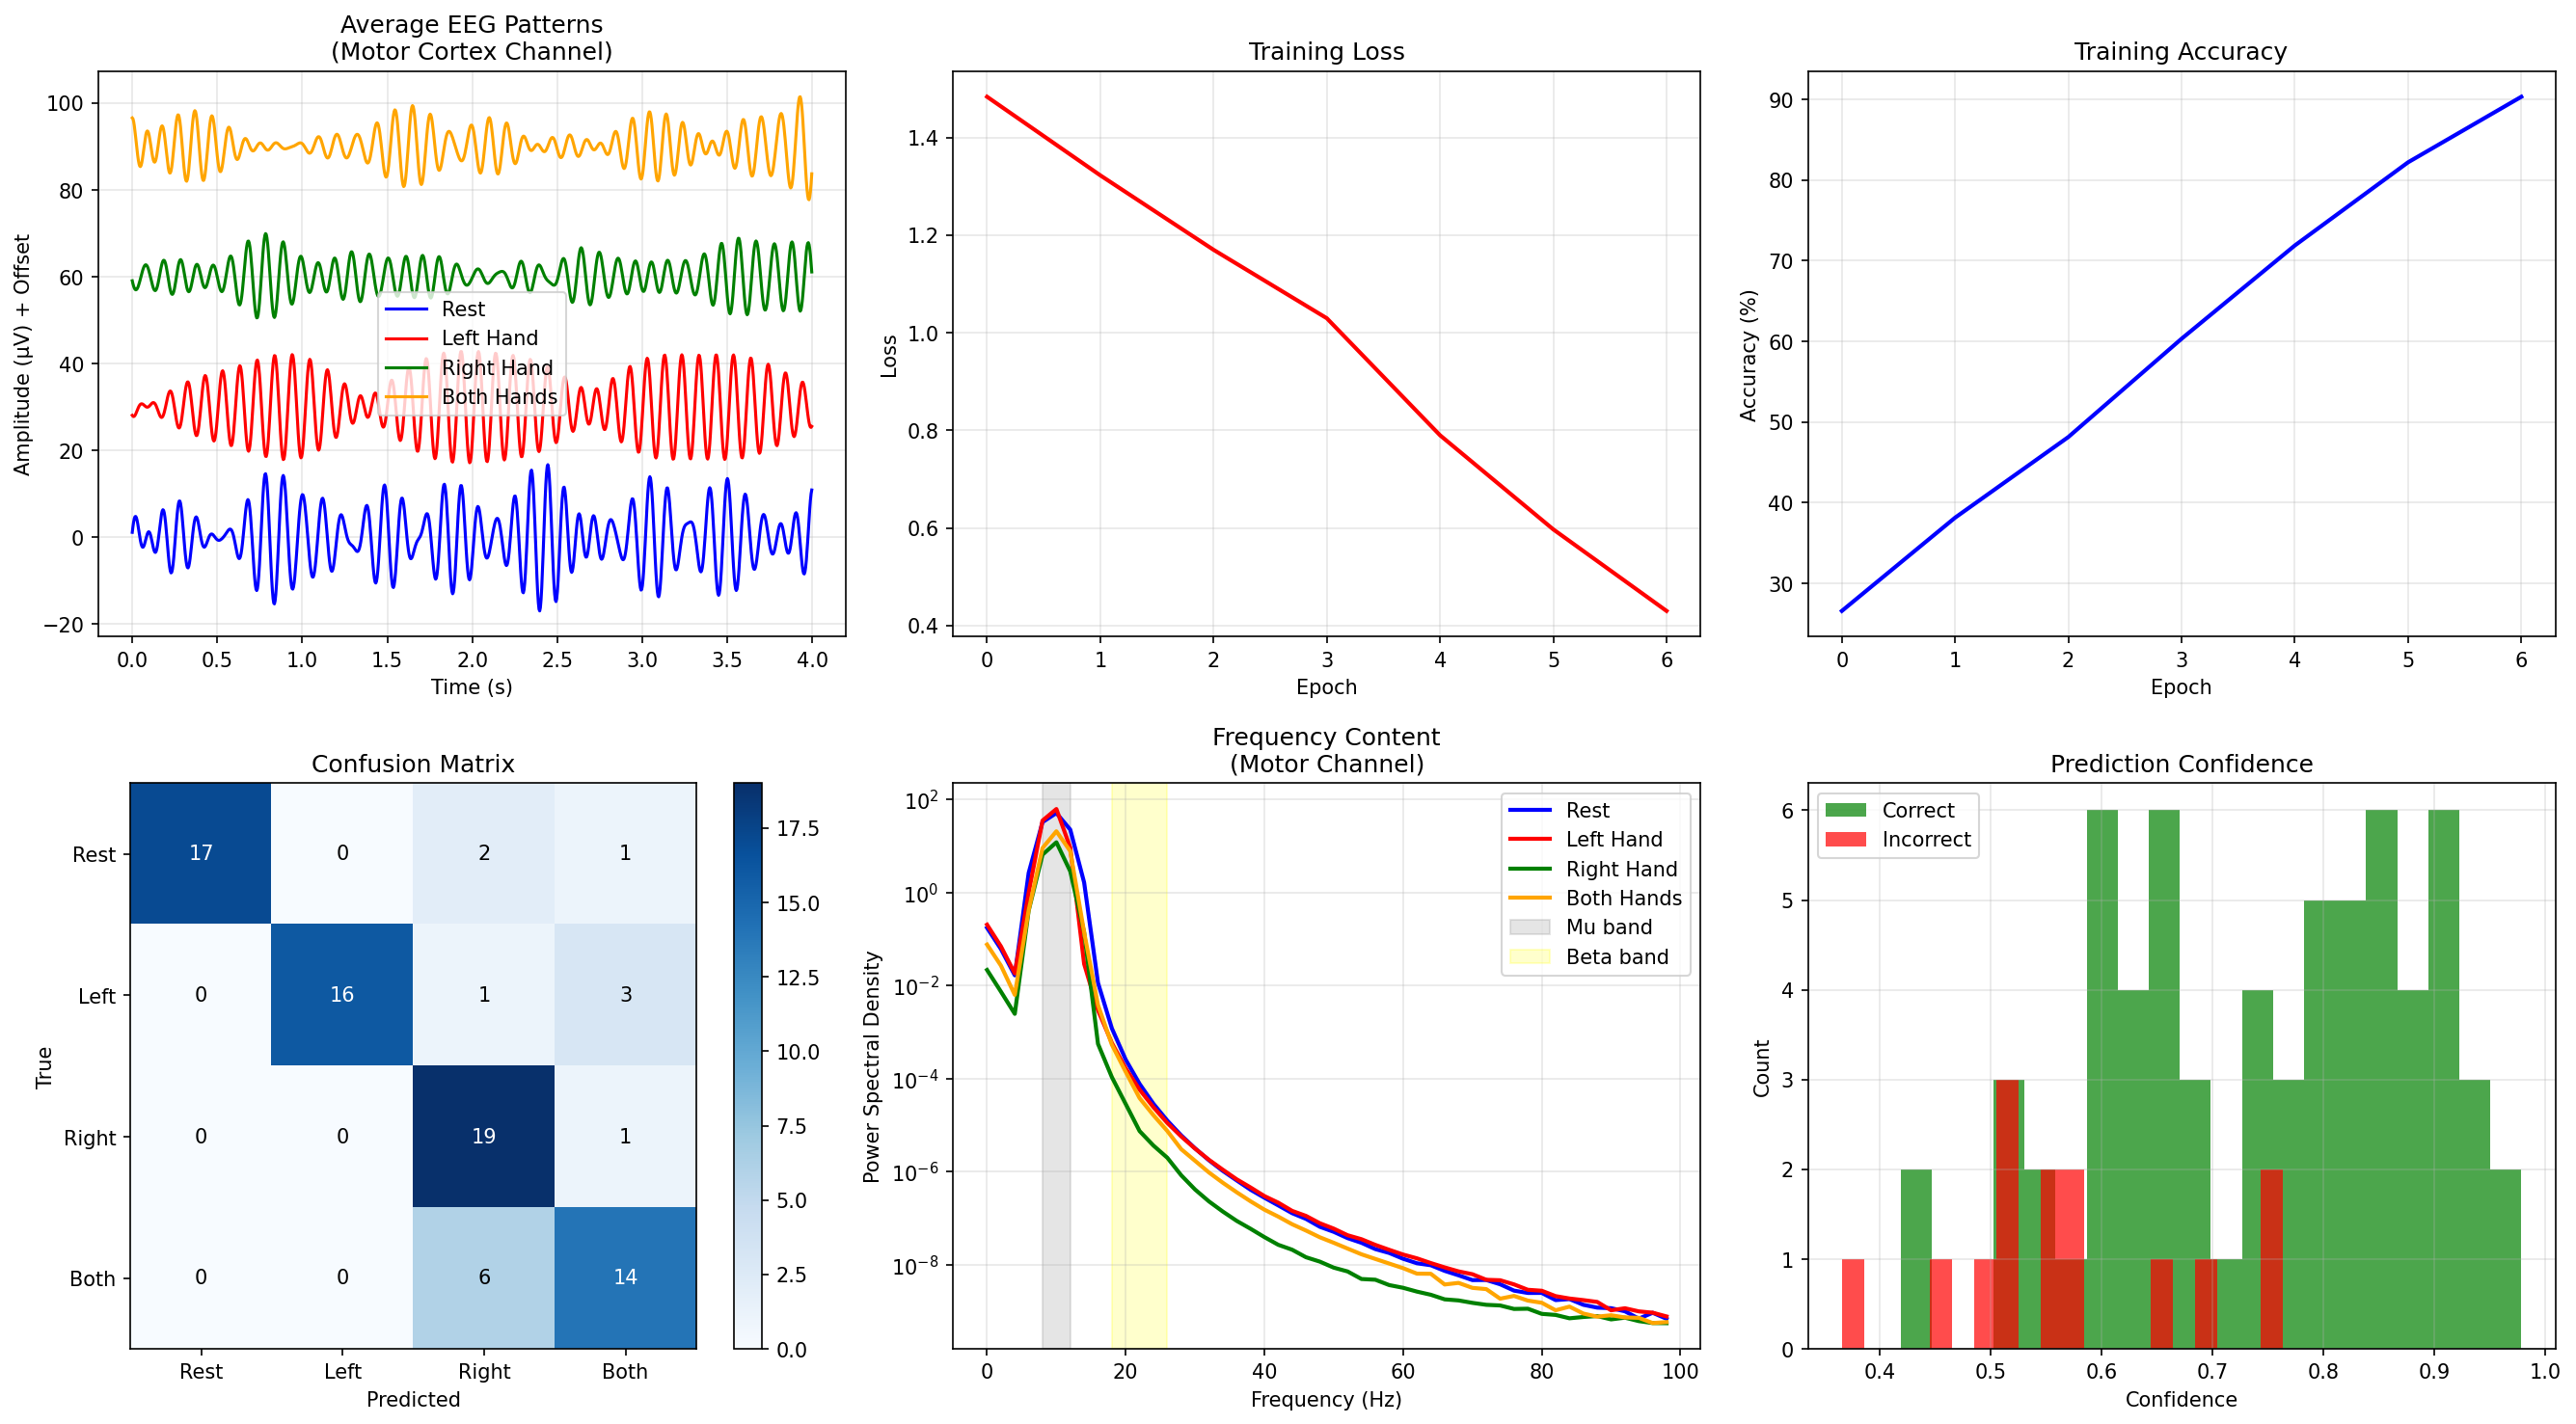 Average EEG Patterns
(Motor Cortex Channel)
Amplitude (μV) + Offset
100
80
60
40
20
0
−20
Rest
Left Hand
Right Hand
Both Hands
0.0 0.5 1.0 1.5 2.0 2.5 3.0 3.5 4.0
Time (s)
Training Loss
Loss
1.4
1.2
1.0
0.8
0.6
0.4
0 1 2 3 4 5 6
Epoch
Training Accuracy
Accuracy (%)
90
80
70
60
50
40
30
0 1 2 3 4 5 6
Epoch
Confusion Matrix
True
Rest 17 0 2 1
Left 0 16 1 3
Right 0 0 19 1
Both 0 0 6 14
Rest Left Right Both
Predicted
17.5
15.0
12.5
10.0
7.5
5.0
2.5
0.0
Frequency Content
(Motor Channel)
Power Spectral Density
10²
10⁰
10⁻²
10⁻⁴
10⁻⁶
10⁻⁸
Rest
Left Hand
Right Hand
Both Hands
Mu band
Beta band
0 20 40 60 80 100
Frequency (Hz)
Prediction Confidence
Count
6
5
4
3
2
1
0
Correct
Incorrect
0.4 0.5 0.6 0.7 0.8 0.9 1.0
Confidence